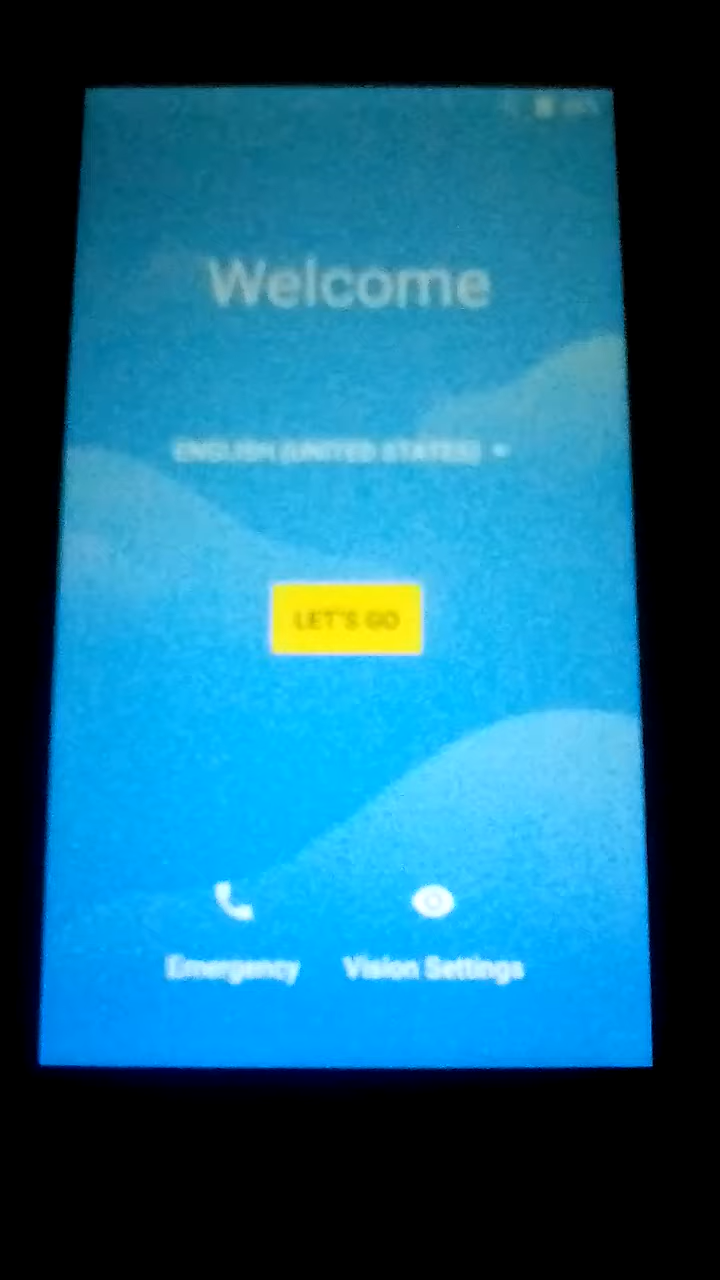 Welcome
ENGLISH (UNITED STATES)
LET'S GO
Emergency
Vision Settings